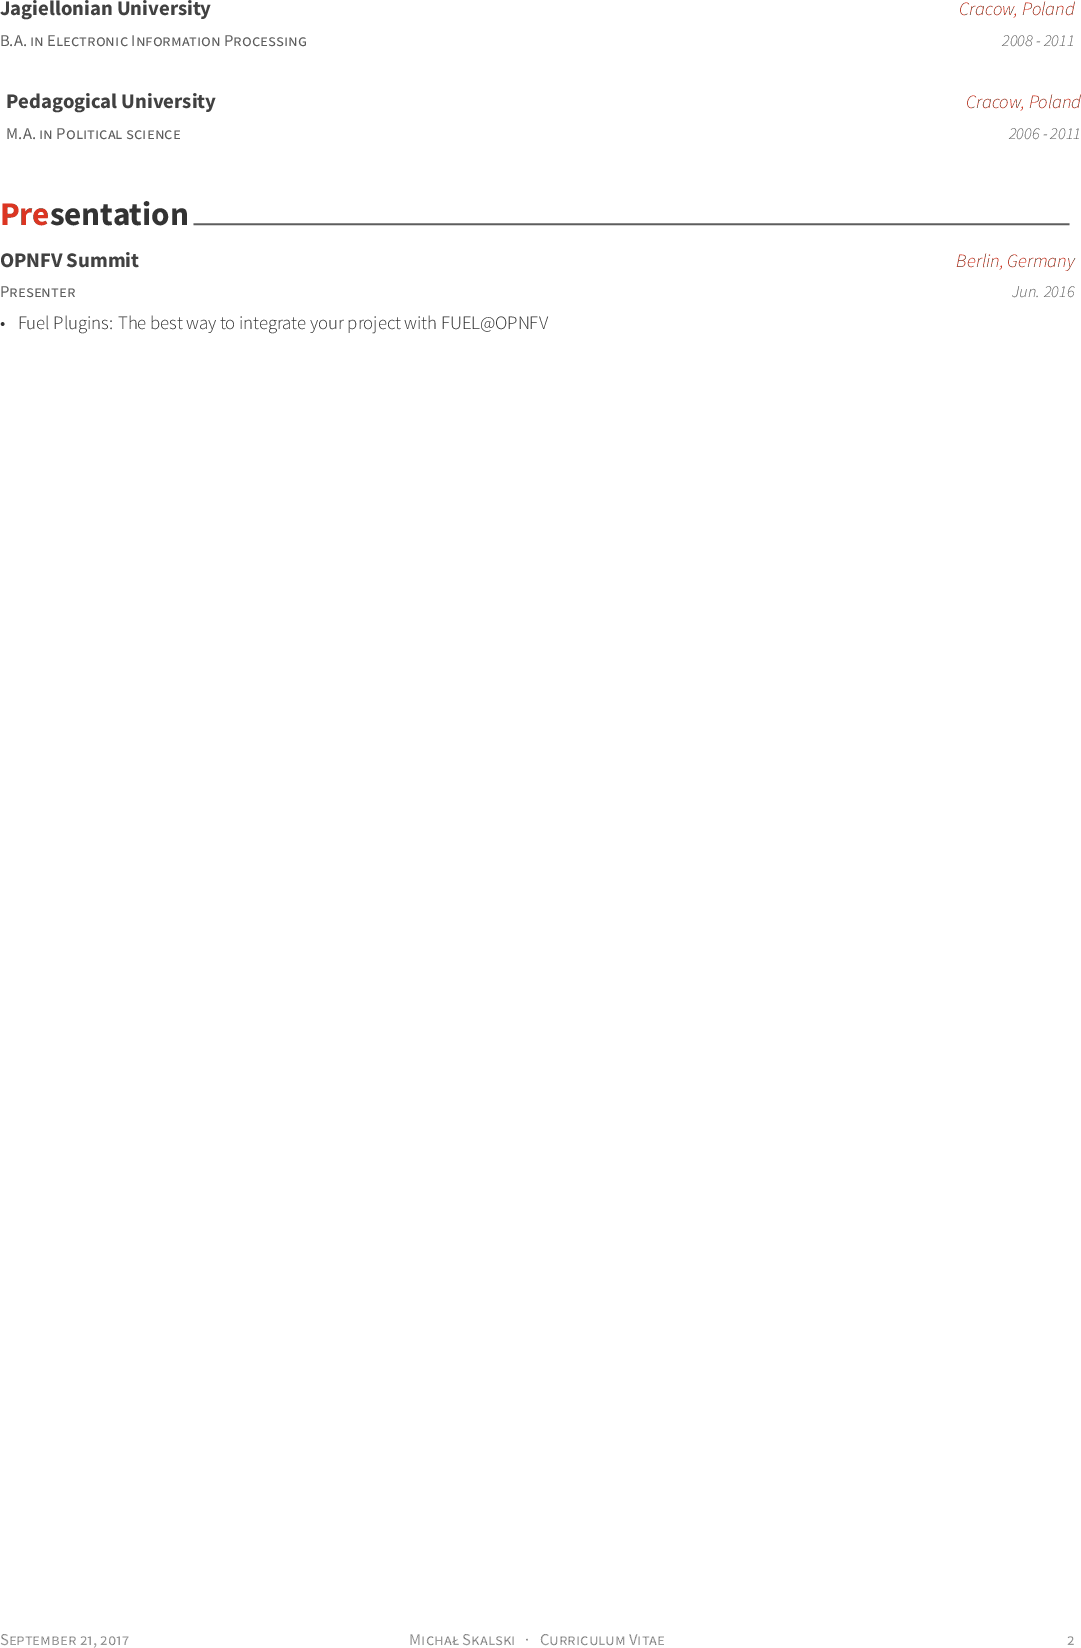 Jagiellonian University Cracow, Poland
B.A. in Electronic Information Processing 2008 - 2011
Pedagogical University Cracow, Poland
M.A. in Political science 2006 - 2011
Presentation
OPNFV Summit Berlin, Germany
Presenter Jun. 2016
• Fuel Plugins: The best way to integrate your project with FUEL@OPNFV
September 21, 2017 Michał Skalski · Curriculum Vitae 2